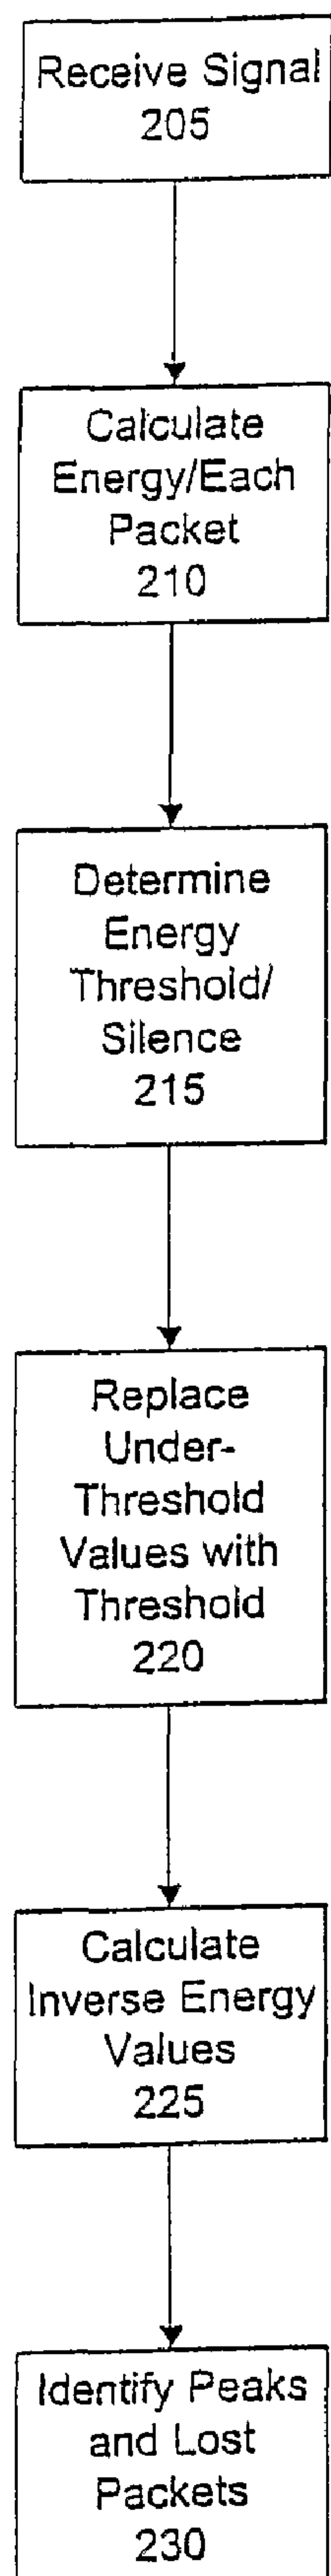 Receive Signal
205
Calculate
Energy/Each
Packet
210
Determine
Energy
Threshold/
Silence
215
Replace
Under-
Threshold
Values with
Threshold
220
Calculate
Inverse Energy
Values
225
Identify Peaks
and Lost
Packets
230